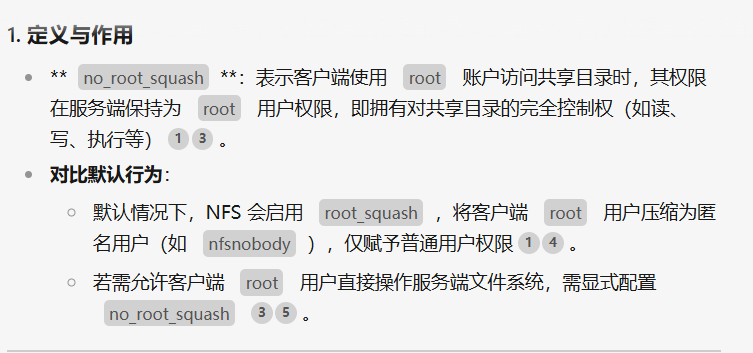 1. 定义与作用
** no_root_squash **：表示客户端使用 root 账户访问共享目录时，其权限
在服务端保持为 root 用户权限，即拥有对共享目录的完全控制权（如读、
写、执行等） 1 3 。
对比默认行为：
默认情况下，NFS 会启用 root_squash ，将客户端 root 用户压缩为匿
名用户（如 nfsnobody ），仅赋予普通用户权限 1 4 。
若需允许客户端 root 用户直接操作服务端文件系统，需显式配置
no_root_squash 3 5 。